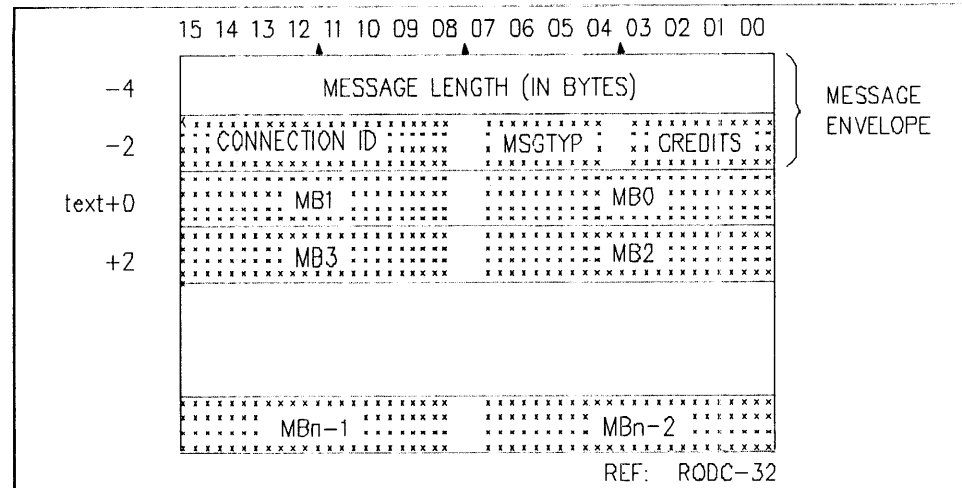 15 14 13 12 11 10 09 08 07 06 05 04 03 02 01 00
-4 MESSAGE LENGTH (IN BYTES)
MESSAGE
ENVELOPE
-2 CONNECTION ID MSGTYP CREDITS
text+0 MB1 MB0
+2 MB3 MB2
MBn-1 MBn-2
REF: RODC-32